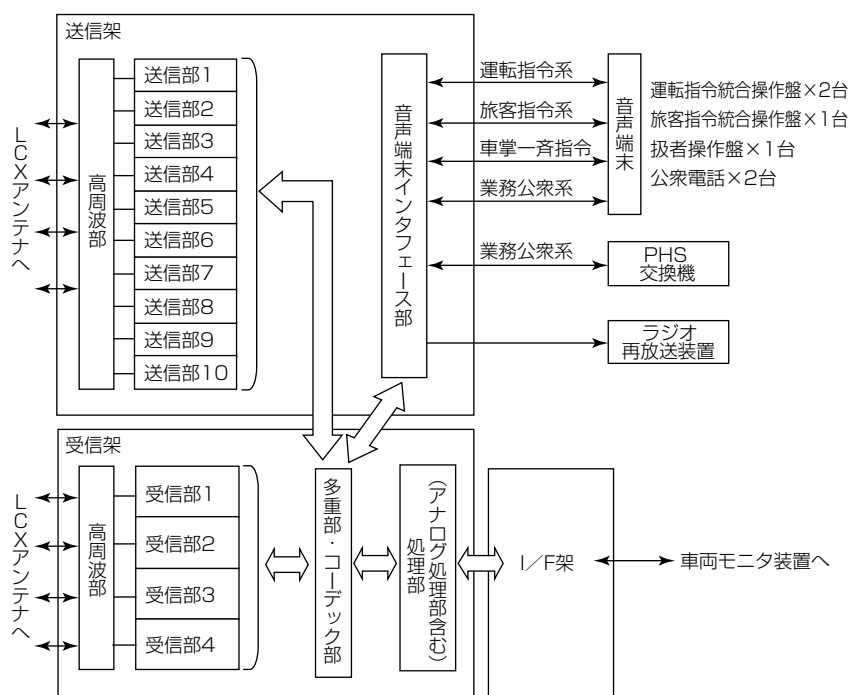 送信架
LCXアンテナへ
高周波部
送信部1
送信部2
送信部3
送信部4
送信部5
送信部6
送信部7
送信部8
送信部9
送信部10
音声端末インタフェース部
運転指令系
旅客指令系
車掌一斉指令
業務公衆系
業務公衆系
音声端末
運転指令統合操作盤×2台
旅客指令統合操作盤×1台
扱者操作盤×1台
公衆電話×2台
PHS
交換機
ラジオ
再放送装置
受信架
LCXアンテナへ
高周波部
受信部1
受信部2
受信部3
受信部4
多重部・コーデック部
処理部
(アナログ処理部含む)
I/F架
車両モニタ装置へ